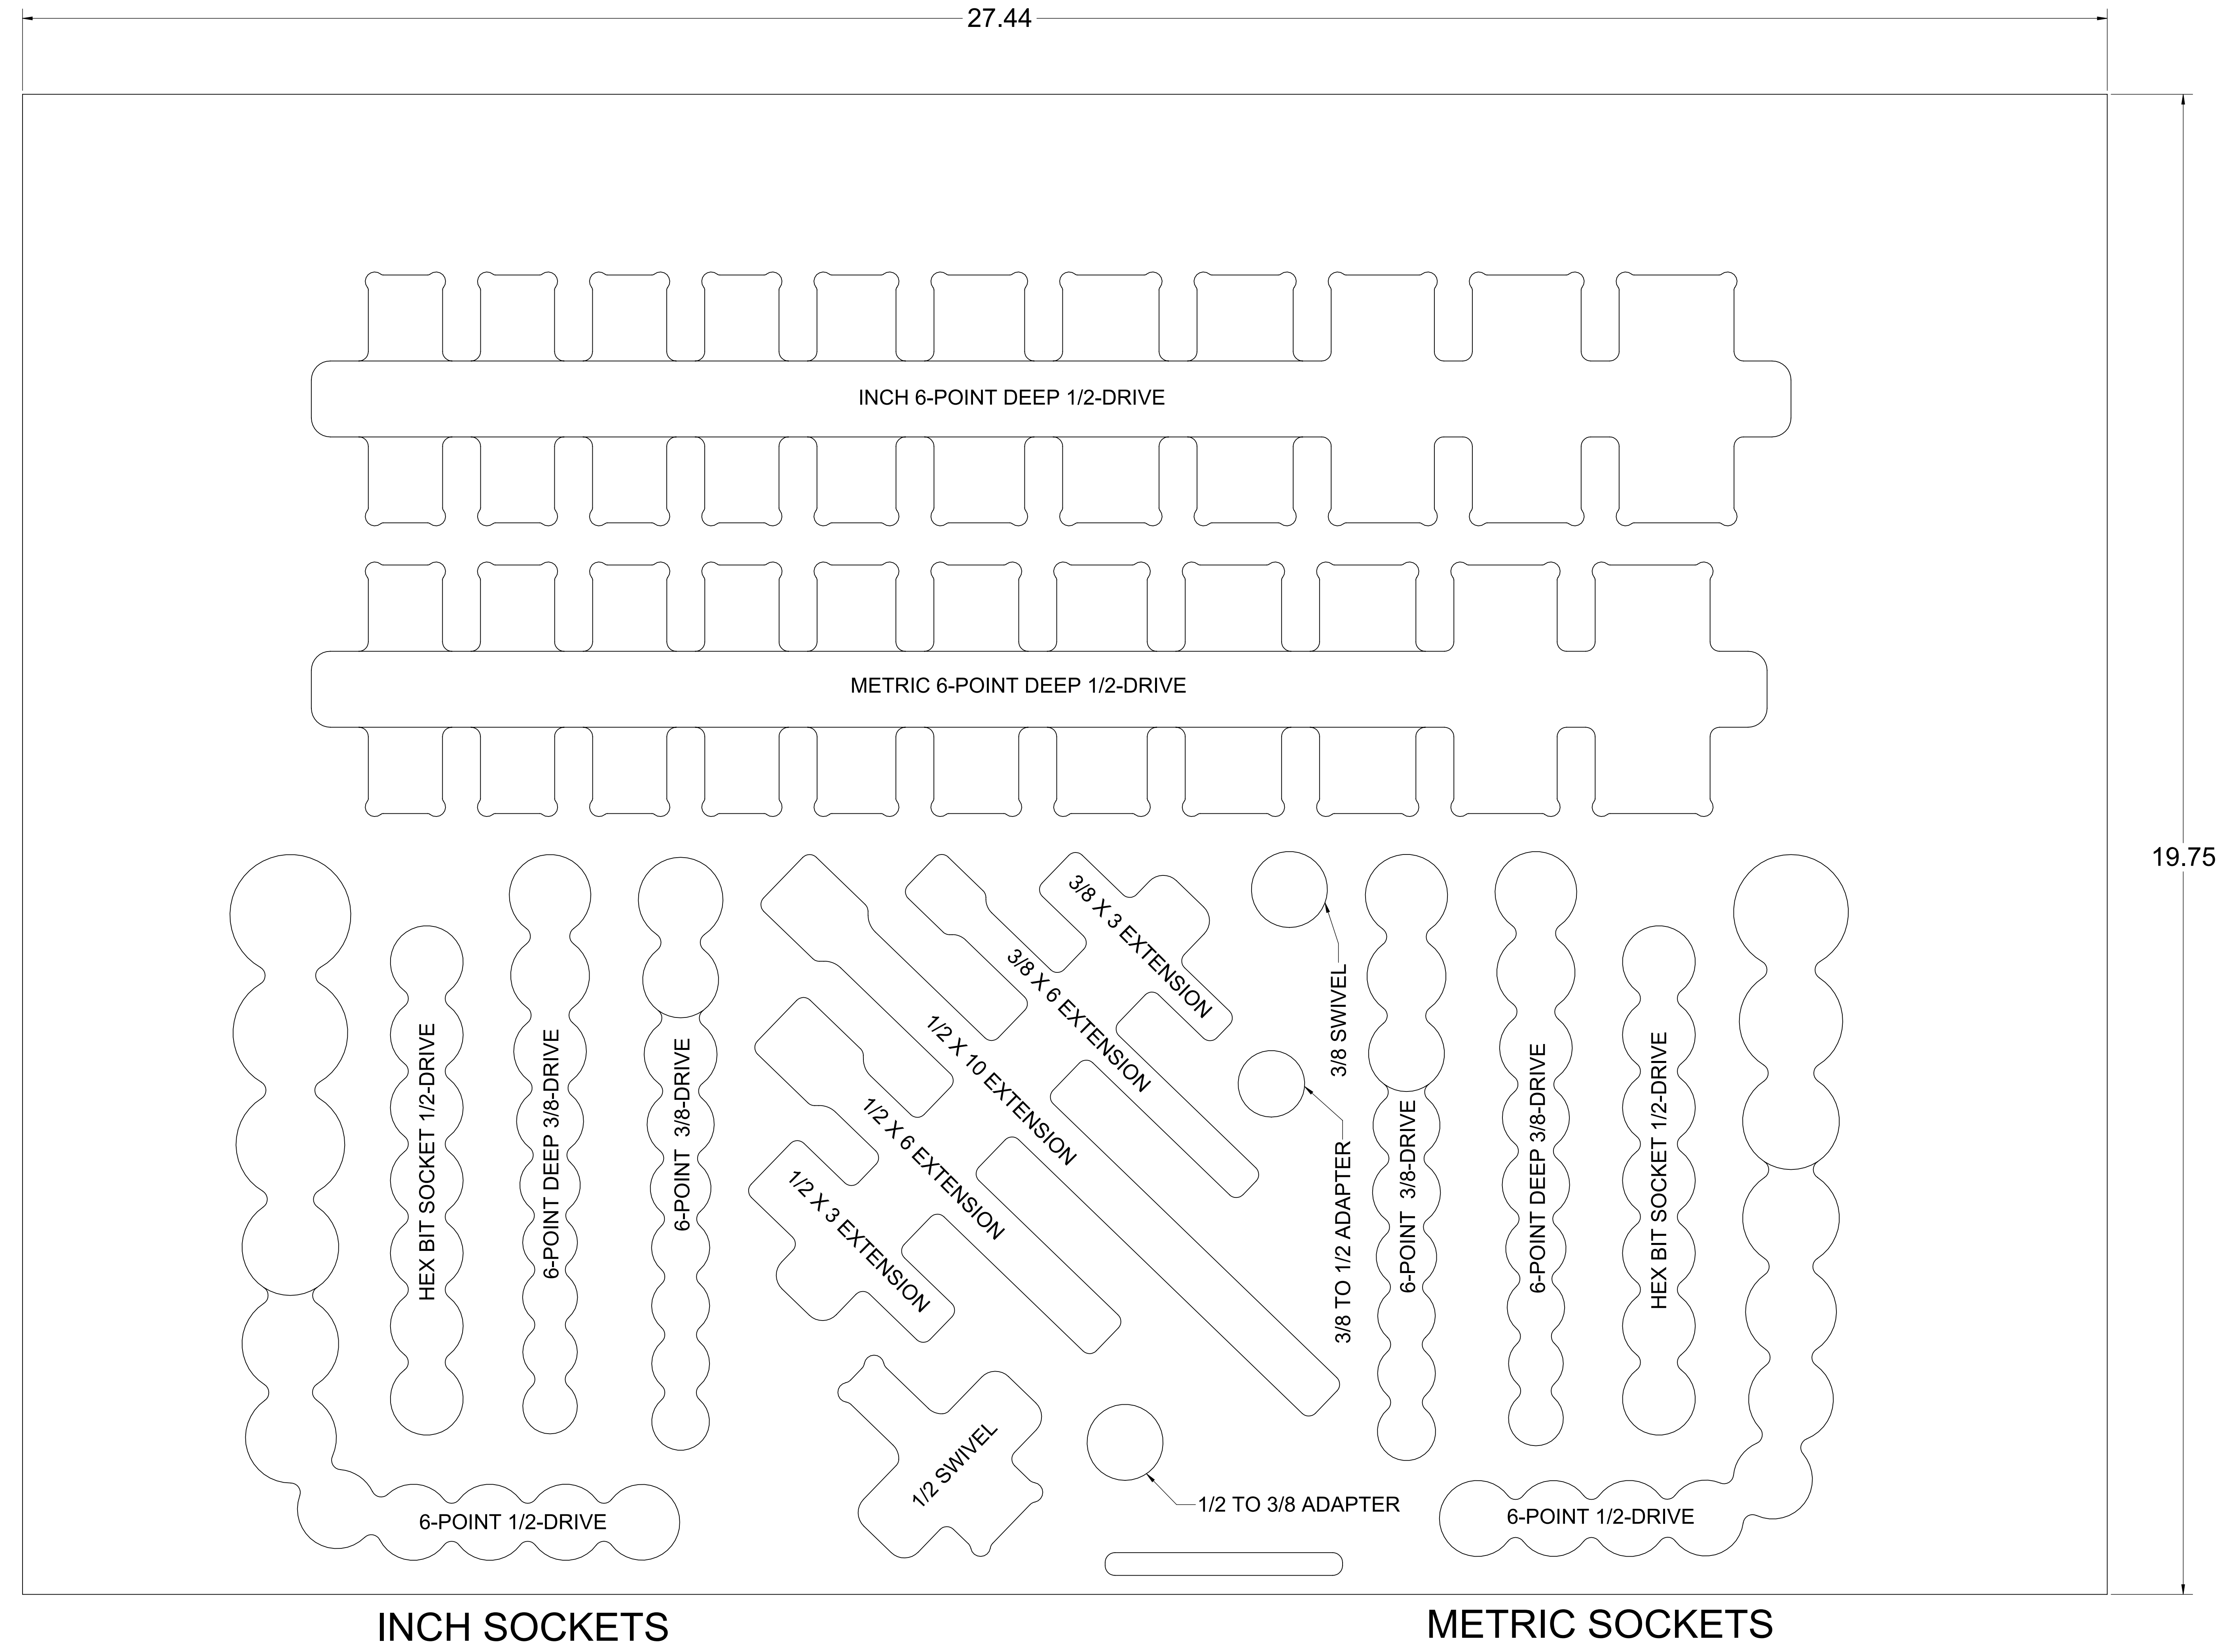 27.44
19.75
INCH 6-POINT DEEP 1/2-DRIVE
METRIC 6-POINT DEEP 1/2-DRIVE
HEX BIT SOCKET 1/2-DRIVE
6-POINT DEEP 3/8-DRIVE
6-POINT 3/8-DRIVE
6-POINT 1/2-DRIVE
1/2 X 3 EXTENSION
1/2 X 6 EXTENSION
1/2 X 10 EXTENSION
3/8 X 6 EXTENSION
3/8 X 3 EXTENSION
3/8 SWIVEL
3/8 TO 1/2 ADAPTER
1/2 SWIVEL
1/2 TO 3/8 ADAPTER
6-POINT 3/8-DRIVE
6-POINT DEEP 3/8-DRIVE
HEX BIT SOCKET 1/2-DRIVE
6-POINT 1/2-DRIVE
INCH SOCKETS
METRIC SOCKETS